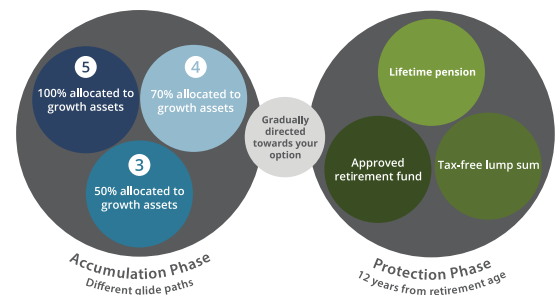 5
100% allocated to
growth assets
4
70% allocated to
growth assets
3
50% allocated to
growth assets
Accumulation Phase
Different glide paths
Gradually
directed
towards your
option
Lifetime pension
Approved
retirement fund
Tax-free lump sum
Protection Phase
12 years from retirement age